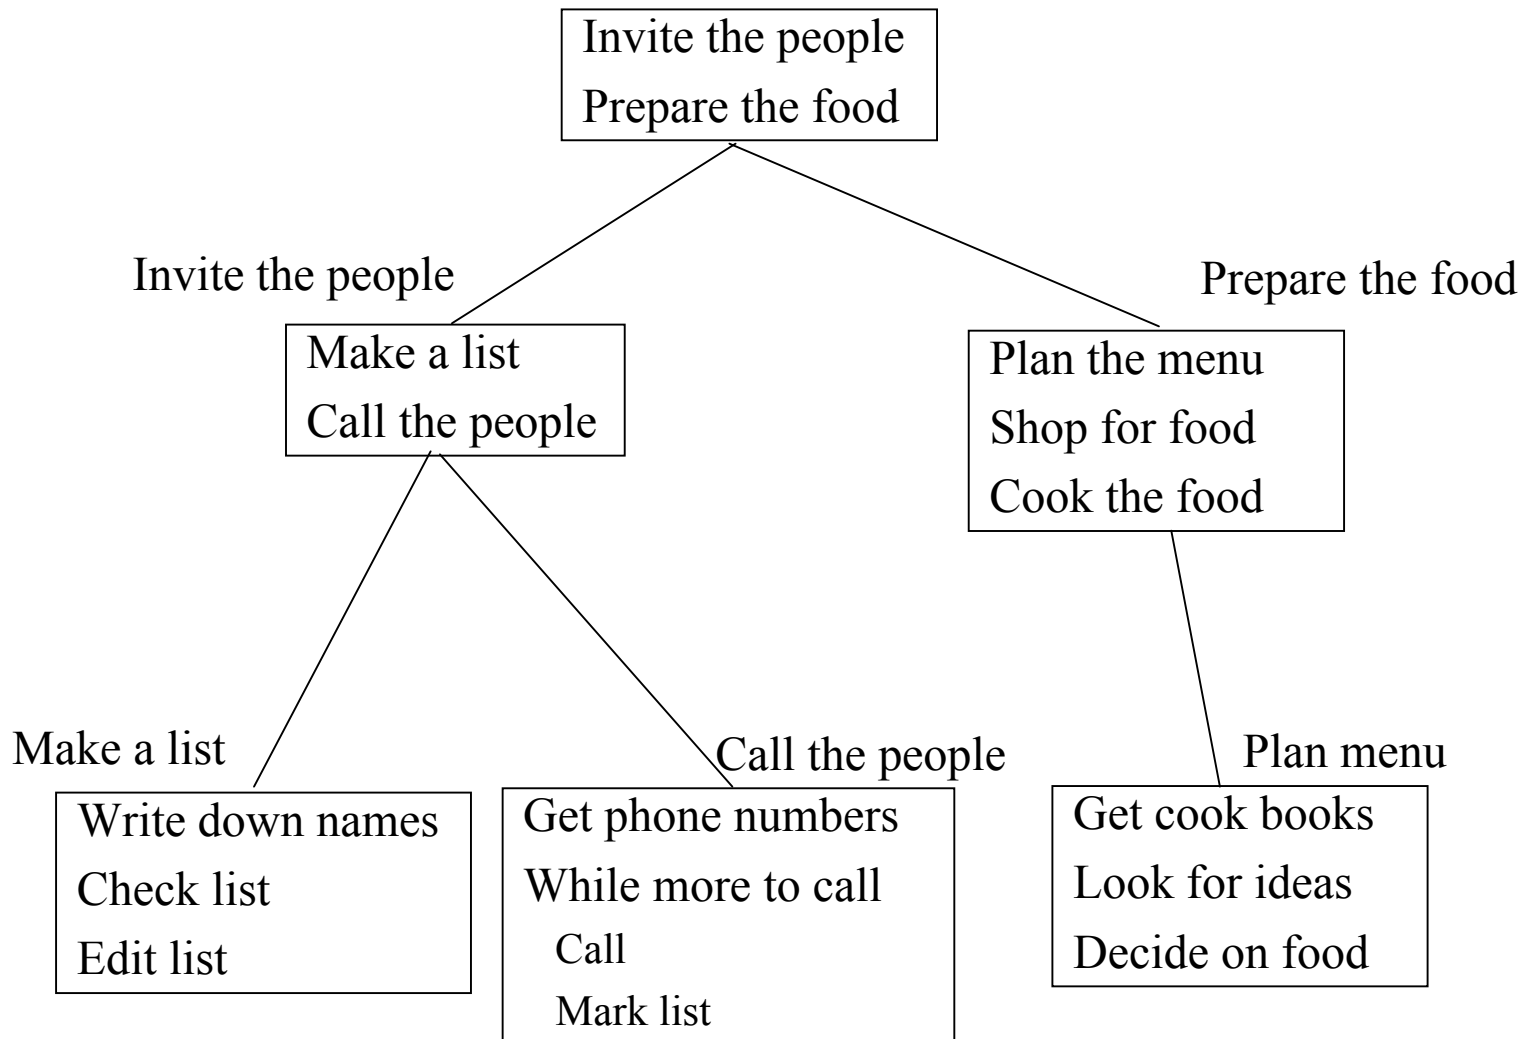 Invite the people
Prepare the food
Invite the people
Prepare the food
Make a list
Call the people
Plan the menu
Shop for food
Cook the food
Make a list
Call the people
Plan menu
Write down names
Check list
Edit list
Get phone numbers
While more to call
Call
Mark list
Get cook books
Look for ideas
Decide on food